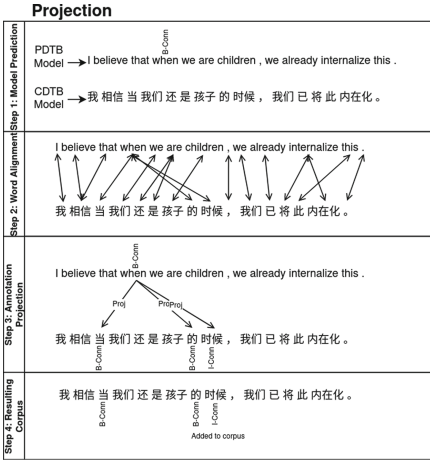 Projection
Step 1: Model Prediction
B-Conn
PDTB
Model
I believe that when we are children , we already internalize this .
CDTB
Model
我 相信 当 我们 还 是 孩子 的 时候 ， 我们 已 将 此 内在化 。
Step 2: Word Alignment
I believe that when we are children , we already internalize this .
我 相信 当 我们 还 是 孩子 的 时候 ， 我们 已 将 此 内在化 。
Step 3: Annotation
Projection
B-Conn
I believe that when we are children , we already internalize this .
Proj
Proj
Proj
我 相信 当 我们 还 是 孩子 的 时候 ， 我们 已 将 此 内在化 。
B-Conn
B-Conn
I-Conn
Step 4: Resulting
Corpus
我 相信 当 我们 还 是 孩子 的 时候 ， 我们 已 将 此 内在化 。
B-Conn
B-Conn
I-Conn
Added to corpus